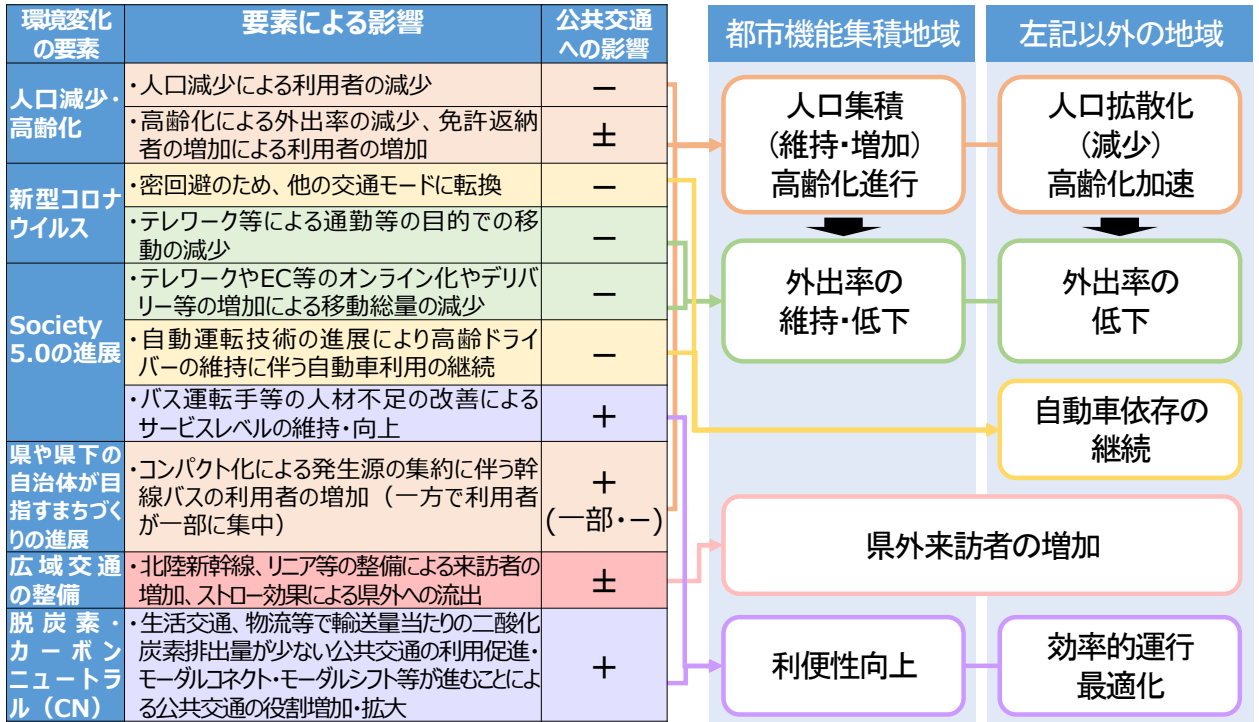 環境変化
の要素
要素による影響
公共交通
への影響
人口減少・
高齢化
・人口減少による利用者の減少
－
・高齢化による外出率の減少、免許返納
者の増加による利用者の増加
±
新型コロナ
ウイルス
・密回避のため、他の交通モードに転換
－
・テレワーク等による通勤等の目的での移
動の減少
－
Society
5.0の進展
・テレワークやEC等のオンライン化やデリバ
リー等の増加による移動総量の減少
－
・自動運転技術の進展により高齢ドライ
バーの維持に伴う自動車利用の継続
－
・バス運転手等の人材不足の改善による
サービスレベルの維持・向上
＋
県や県下の
自治体が目
指すまちづく
りの進展
・コンパクト化による発生源の集約に伴う幹
線バスの利用者の増加（一方で利用者
が一部に集中）
＋
(一部・－)
広域交通
の整備
・北陸新幹線、リニア等の整備による来訪者の
増加、ストロー効果による県外への流出
±
脱炭素・
カーボン
ニュートラ
ル（CN）
・生活交通、物流等で輸送量当たりの二酸化
炭素排出量が少ない公共交通の利用促進・
モーダルコネクト・モーダルシフト等が進むことによ
る公共交通の役割増加・拡大
＋
都市機能集積地域
左記以外の地域
人口集積
（維持・増加）
高齢化進行
人口拡散化
（減少）
高齢化加速
外出率の
維持・低下
外出率の
低下
自動車依存の
継続
県外来訪者の増加
利便性向上
効率的運行
最適化